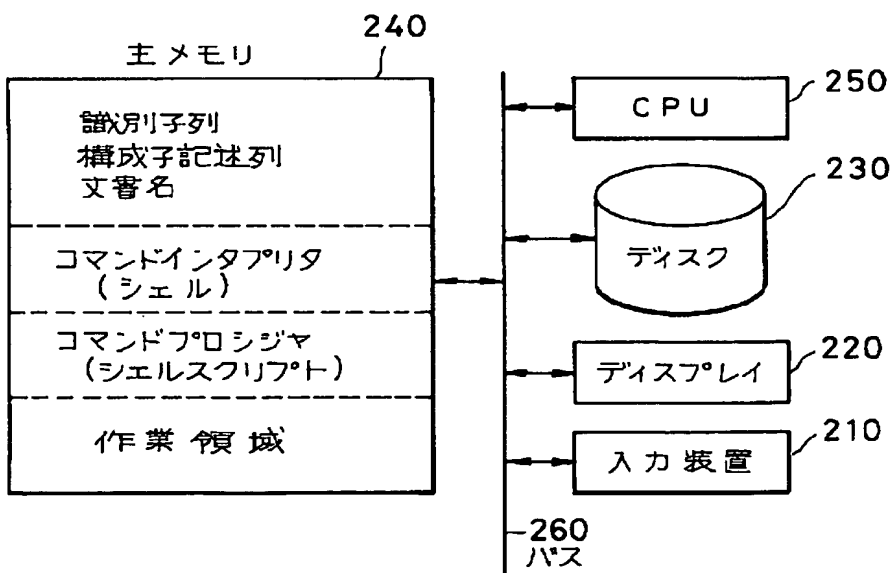 240
主メモリ
識別子列
構成子記述列
文書名
コマンドインタプリタ
(シェル)
コマンドプロシジャ
(シェルスクリプト)
作業領域
CPU
250
ディスク
230
ディスプレイ
220
入力装置
210
260
バス